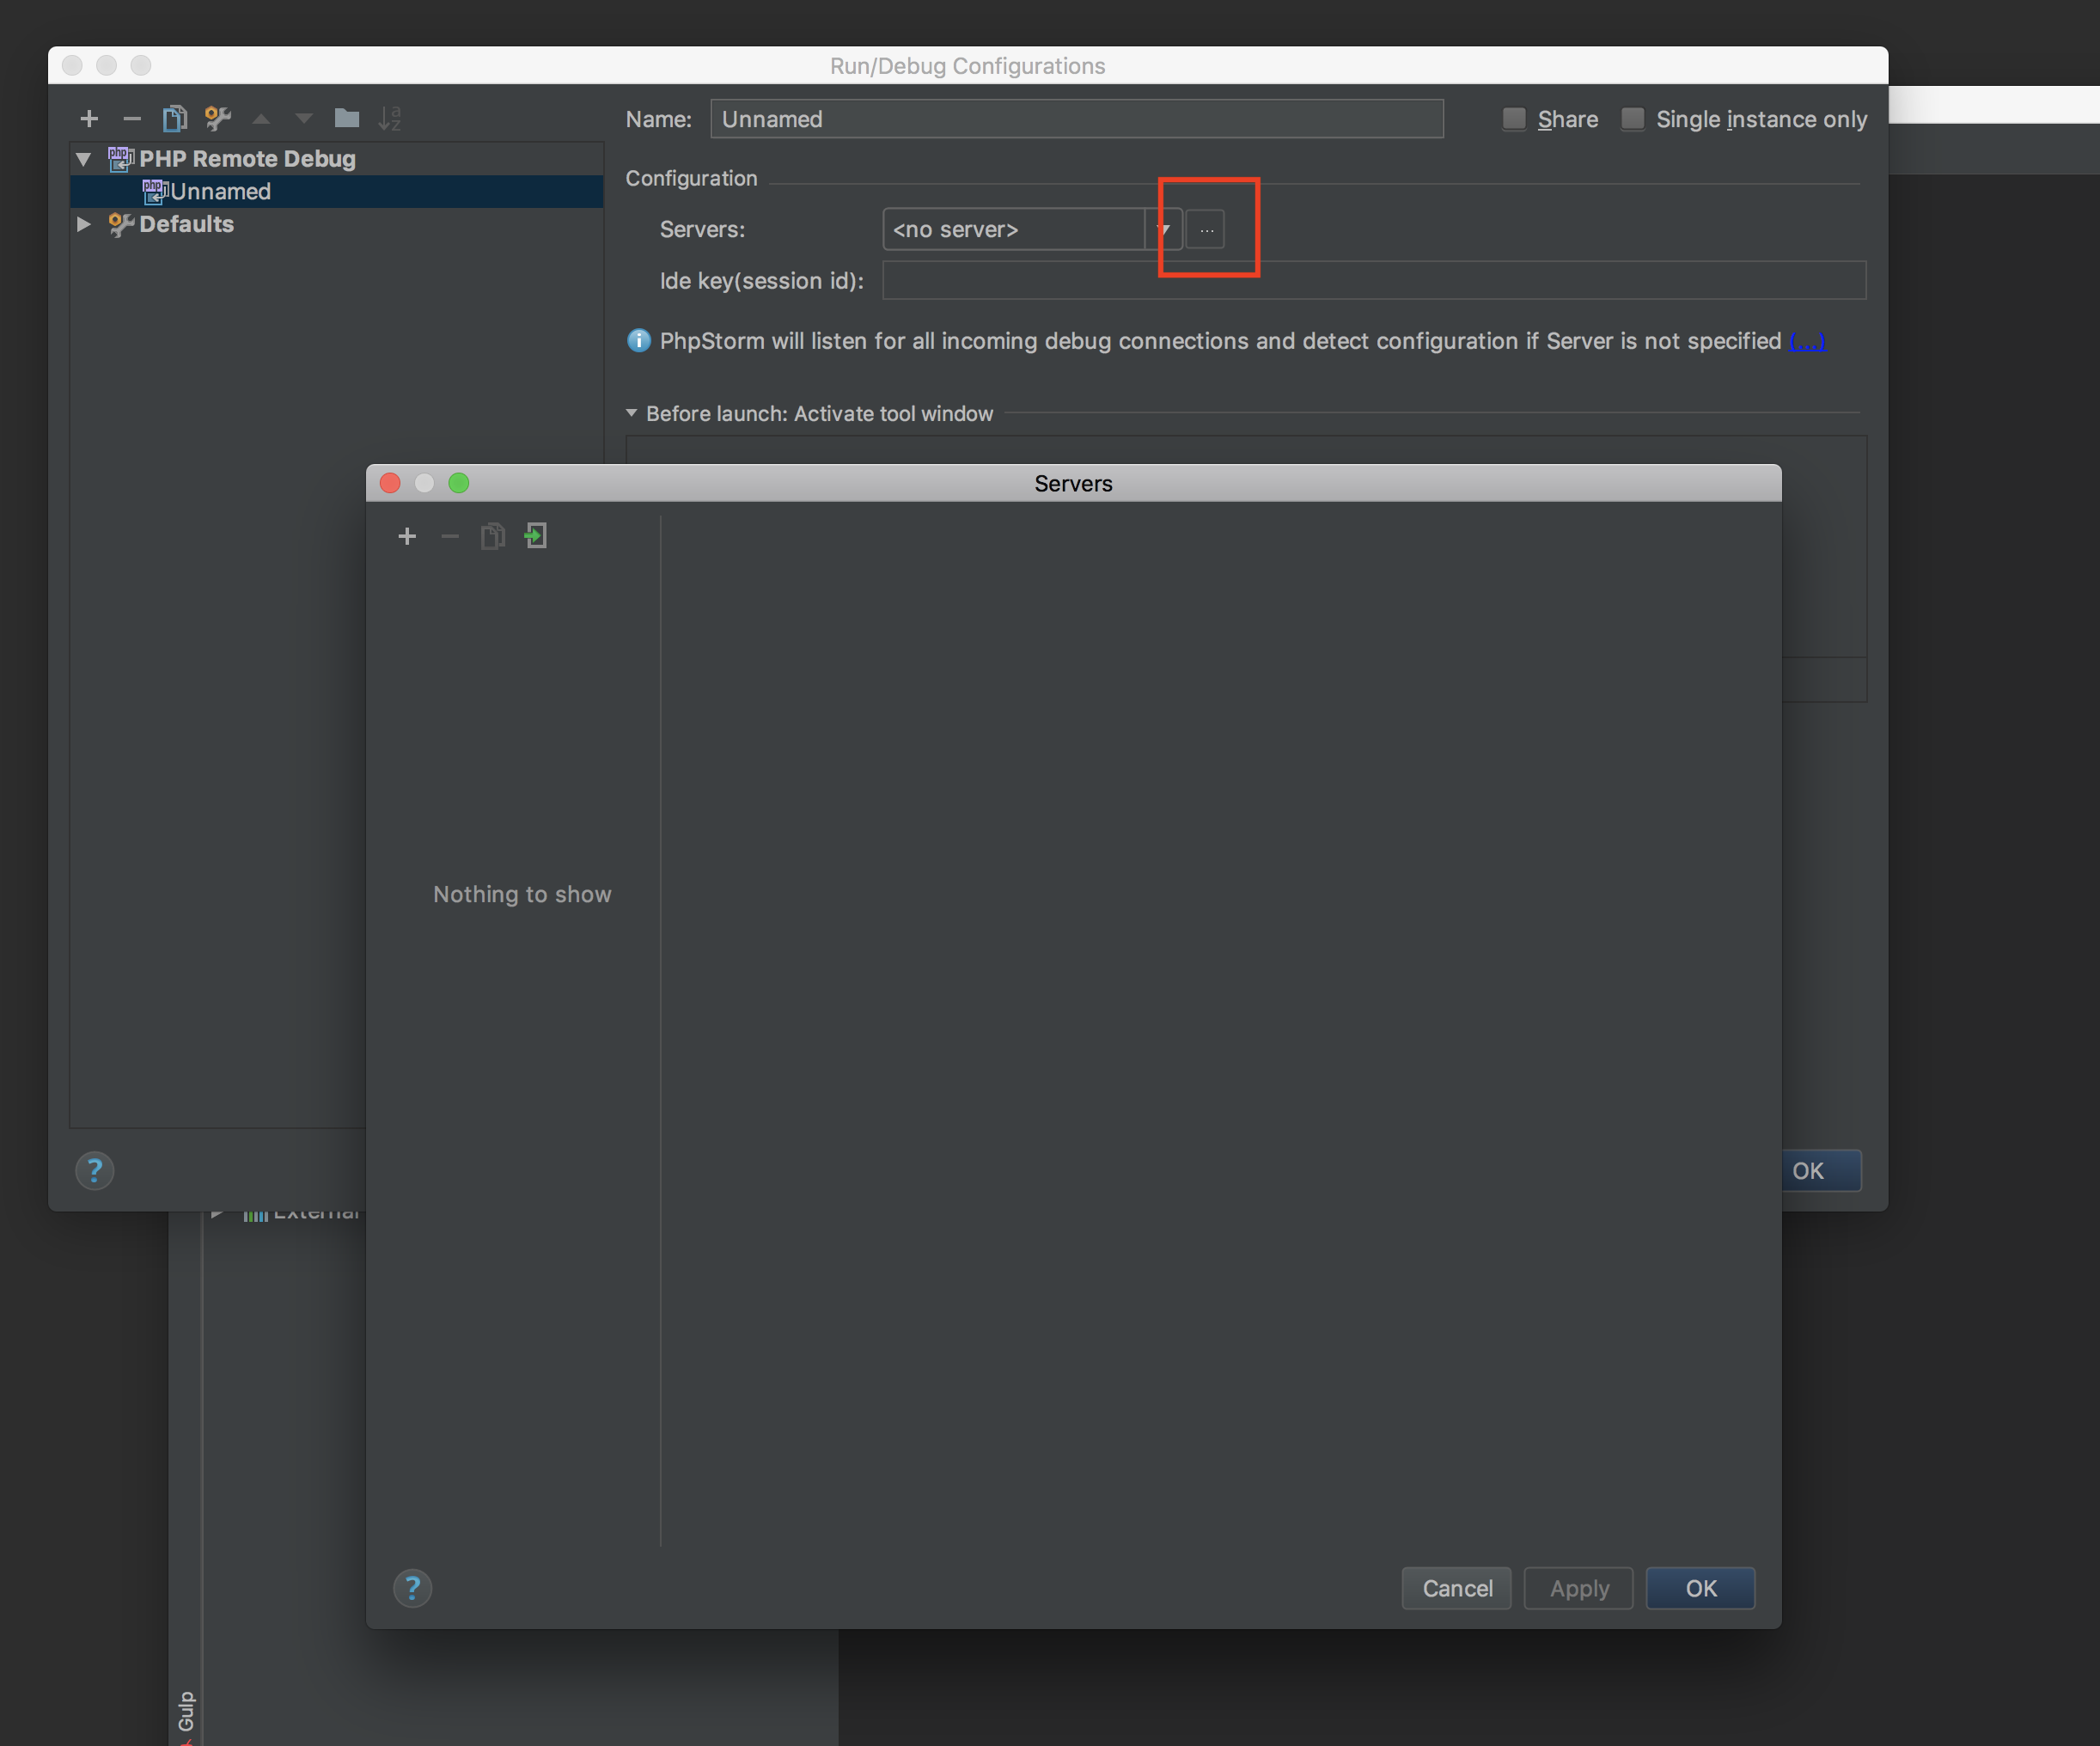 Run/Debug Configurations
Name: Unnamed Share Single instance only
PHP Remote Debug
Unnamed
Defaults
Configuration
Servers: <no server> ...
Ide key(session id):
PhpStorm will listen for all incoming debug connections and detect configuration if Server is not specified (...)
Before launch: Activate tool window
Servers
Nothing to show
? OK
External
? Cancel Apply OK
Gulp